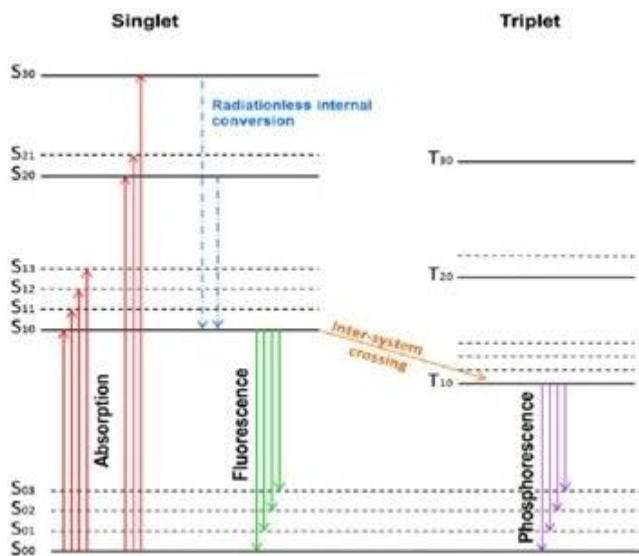 Singlet
Triplet
S30
Radiationless internal
conversion
S21
S20
T30
S13
S12
S11
S10
T20
Inter-system
crossing
T10
Absorption
Fluorescence
Phosphorescence
S03
S02
S01
S00